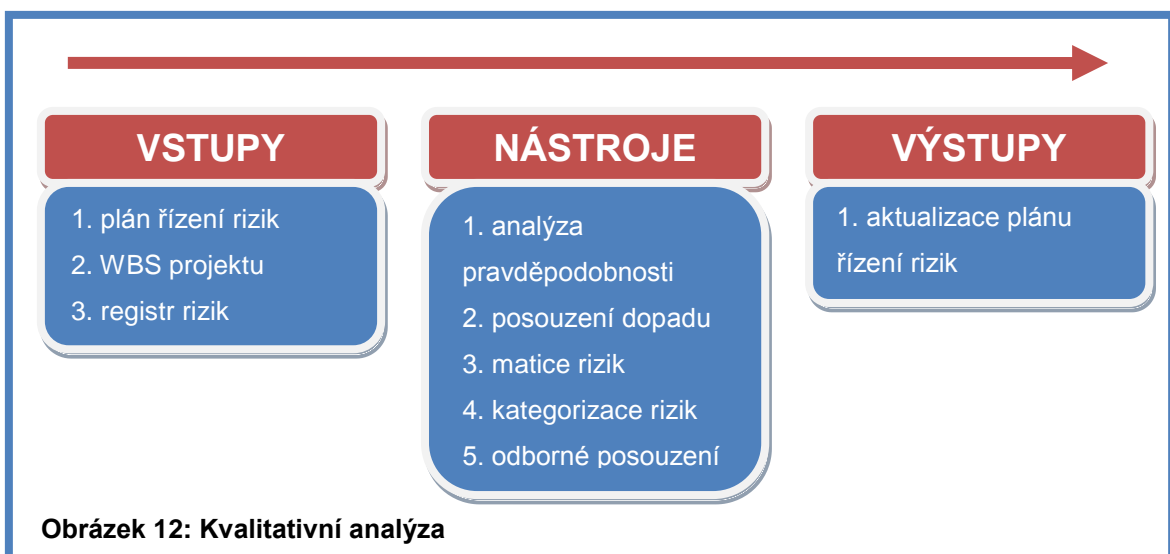 VSTUPY
1. plán řízení rizik
2. WBS projektu
3. registr rizik
NÁSTROJE
1. analýza
pravděpodobnosti
2. posouzení dopadu
3. matice rizik
4. kategorizace rizik
5. odborné posouzení
VÝSTUPY
1. aktualizace plánu
řízení rizik
Obrázek 12: Kvalitativní analýza